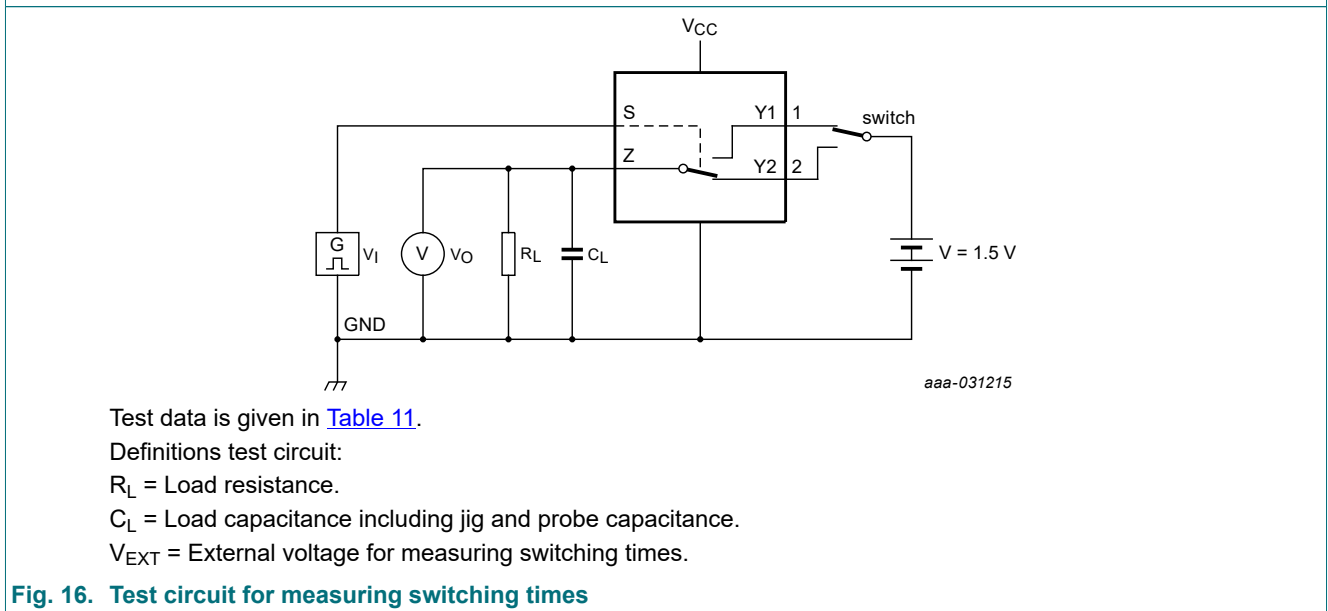 VCC
S
Y1 1
switch
Z
Y2 2
G
VI
V
VO
RL
CL
V = 1.5 V
GND
aaa-031215
Test data is given in Table 11.
Definitions test circuit:
RL = Load resistance.
CL = Load capacitance including jig and probe capacitance.
VEXT = External voltage for measuring switching times.
Fig. 16. Test circuit for measuring switching times